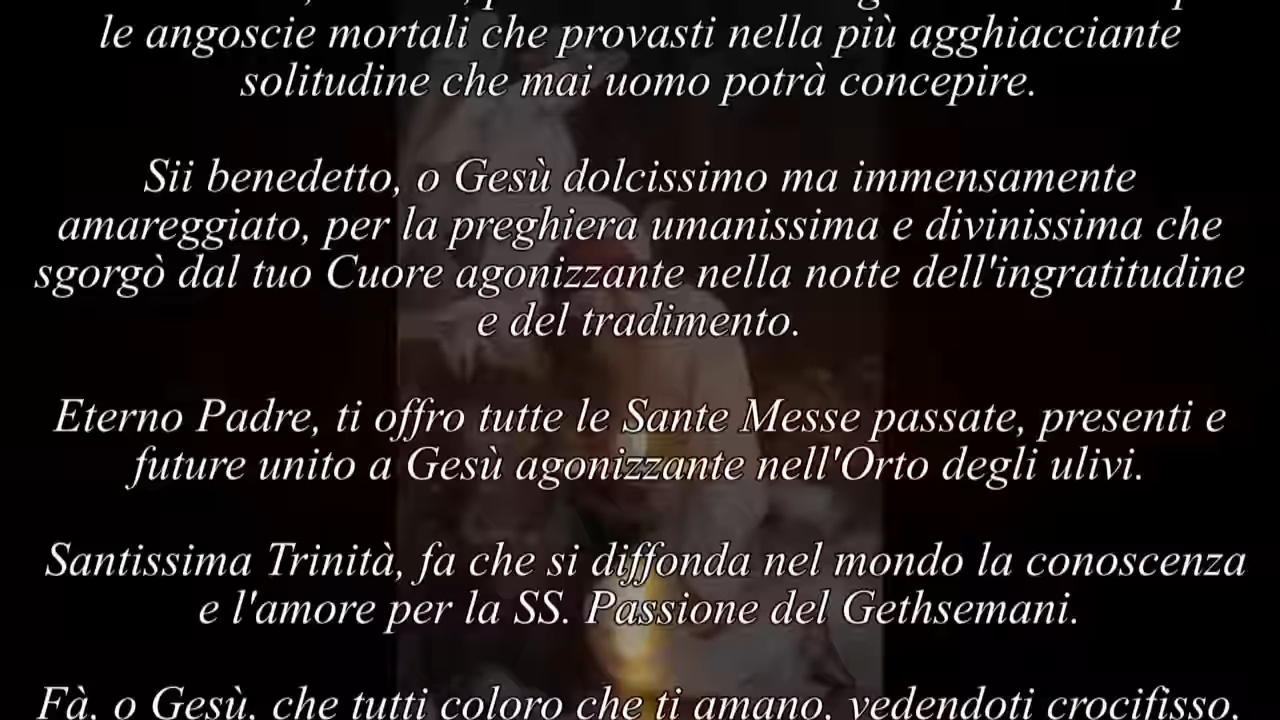 le angoscie mortali che provasti nella più agghiacciante
solitudine che mai uomo potrà concepire.
Sii benedetto, o Gesù dolcissimo ma immensamente
amareggiato, per la preghiera umanissima e divinissima che
sgorgò dal tuo Cuore agonizzante nella notte dell'ingratitudine
e del tradimento.
Eterno Padre, ti offro tutte le Sante Messe passate, presenti e
future unito a Gesù agonizzante nell'Orto degli ulivi.
Santissima Trinità, fa che si diffonda nel mondo la conoscenza
e l'amore per la SS. Passione del Gethsemani.
Fà, o Gesù, che tutti coloro che ti amano, vedendoti crocifisso,